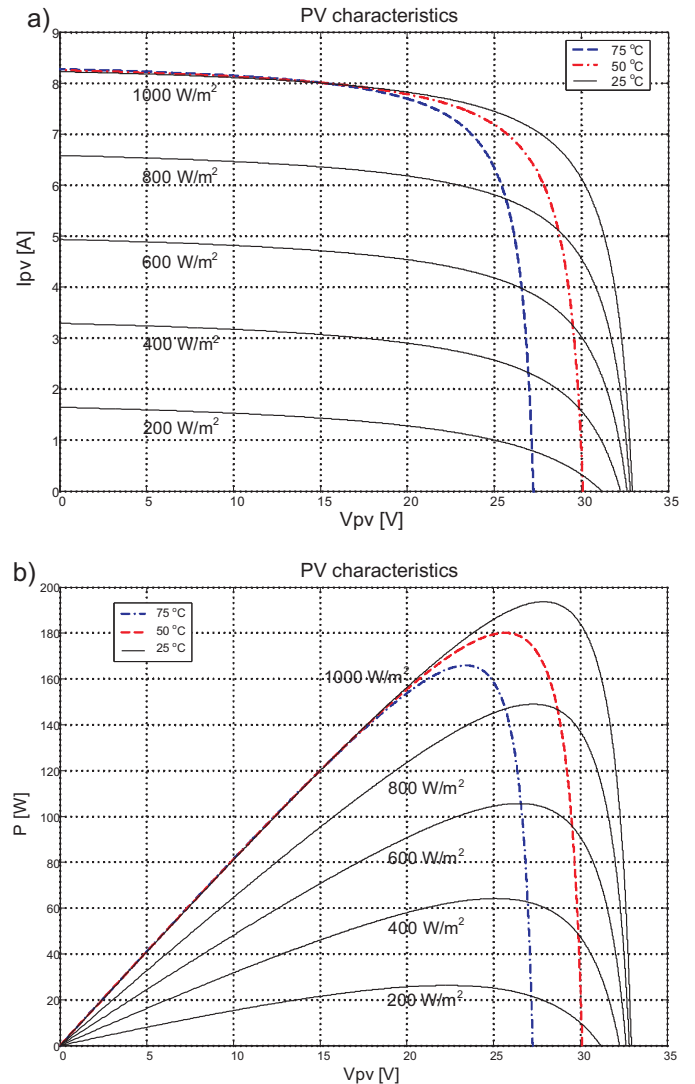 a)
PV characteristics
9
8
7
6
5
4
3
2
1
0
Ipv [A]
75 °C
50 °C
25 °C
1000 W/m²
800 W/m²
600 W/m²
400 W/m²
200 W/m²
0 5 10 15 20 25 30 35
Vpv [V]
b)
PV characteristics
200
180
160
140
120
100
80
60
40
20
0
P [W]
75 °C
50 °C
25 °C
1000 W/m²
800 W/m²
600 W/m²
400 W/m²
200 W/m²
0 5 10 15 20 25 30 35
Vpv [V]